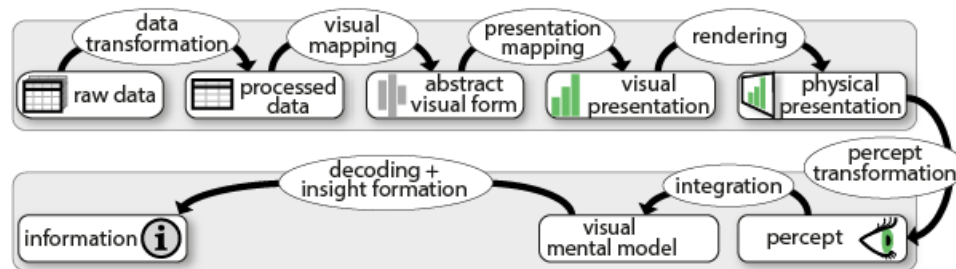 data
transformation
visual
mapping
presentation
mapping
rendering
raw data
processed
data
abstract
visual form
visual
presentation
physical
presentation
percept
transformation
decoding +
insight formation
integration
information
i
visual
mental model
percept